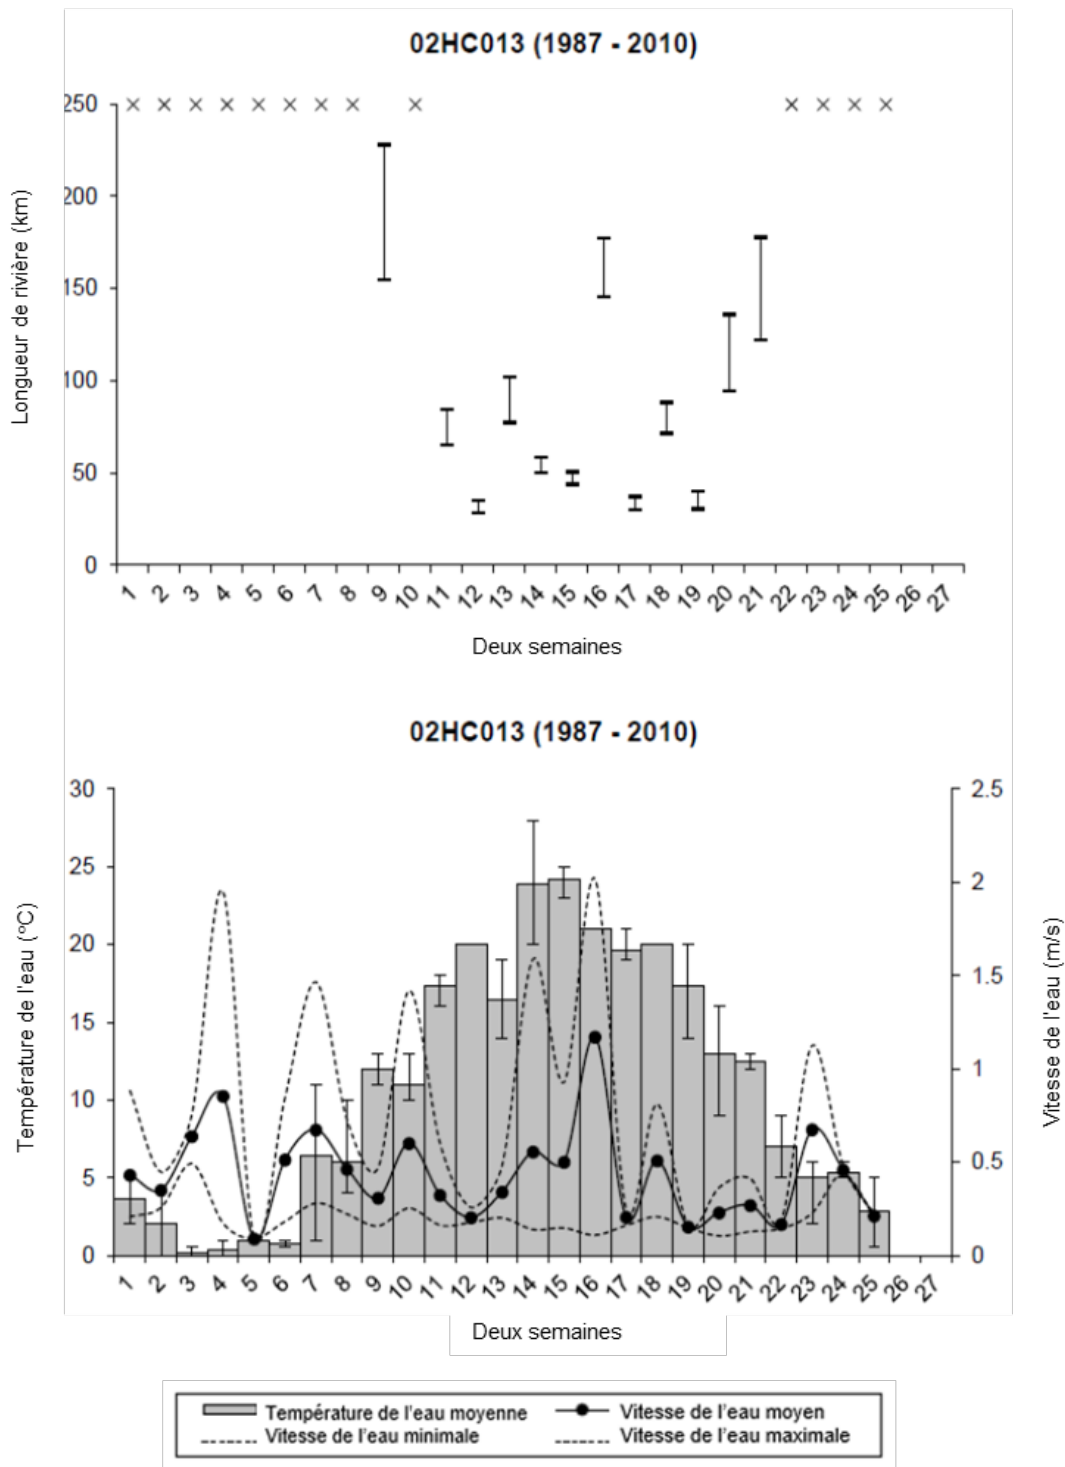 02HC013 (1987 - 2010)
Longueur de rivière (km)
250
200
150
100
50
0
1 2 3 4 5 6 7 8 9 10 11 12 13 14 15 16 17 18 19 20 21 22 23 24 25 26 27
Deux semaines
02HC013 (1987 - 2010)
Température de l'eau (°C)
30
25
20
15
10
5
0
2.5
2
1.5
1
0.5
0
Vitesse de l'eau (m/s)
1 2 3 4 5 6 7 8 9 10 11 12 13 14 15 16 17 18 19 20 21 22 23 24 25 26 27
Deux semaines
Température de l'eau moyenne
Vitesse de l'eau moyen
Vitesse de l'eau minimale
Vitesse de l'eau maximale